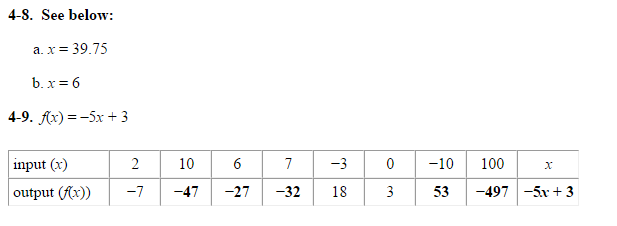 4-8. See below:
a. x = 39.75
b. x = 6
4-9. f(x) = −5x + 3
input (x) 2 10 6 7 −3 0 −10 100 x
output (f(x)) −7 −47 −27 −32 18 3 53 −497 −5x + 3